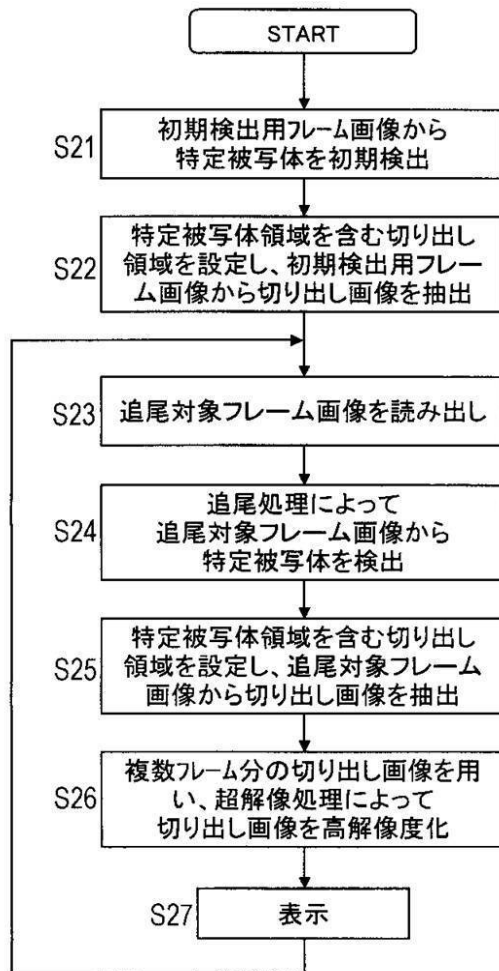 START
S21
初期検出用フレーム画像から
特定被写体を初期検出
S22
特定被写体領域を含む切り出し
領域を設定し、初期検出用フレー
ム画像から切り出し画像を抽出
S23
追尾対象フレーム画像を読み出し
S24
追尾処理によって
追尾対象フレーム画像から
特定被写体を検出
S25
特定被写体領域を含む切り出し
領域を設定し、追尾対象フレーム
画像から切り出し画像を抽出
S26
複数フレーム分の切り出し画像を用
い、超解像処理によって
切り出し画像を高解像度化
S27
表示